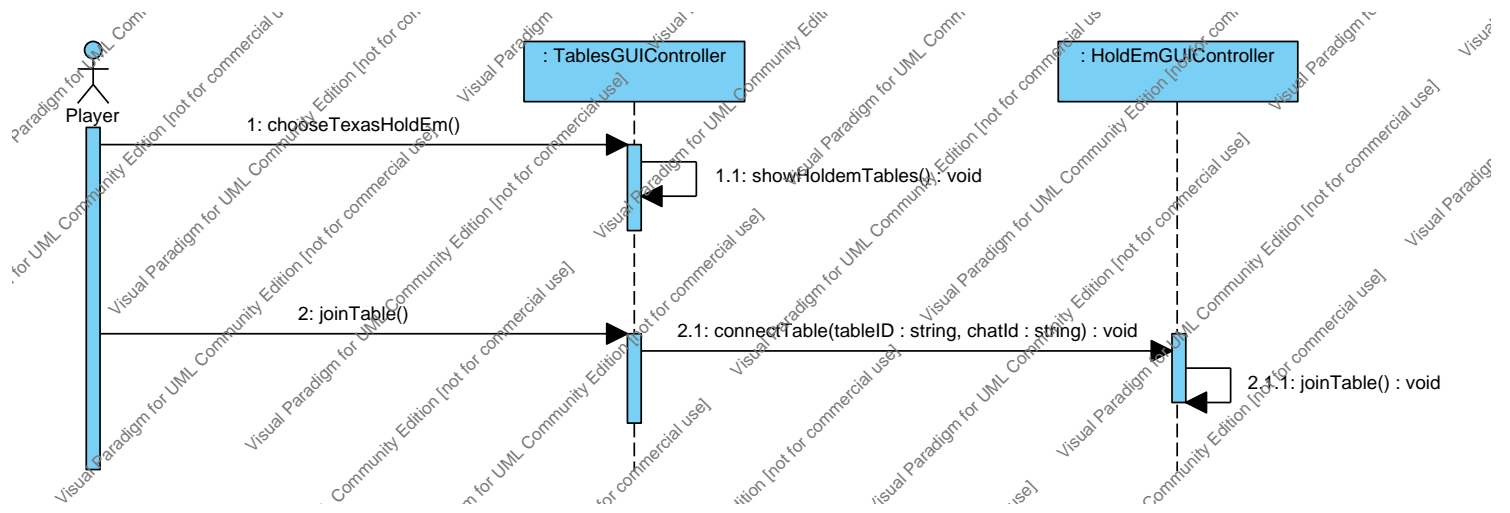 : TablesGUIController
: HoldEmGUIController
Player
1: chooseTexasHoldEm()
1.1: showHoldemTables() : void
2: joinTable()
2.1: connectTable(tableID : string, chatId : string) : void
2.1.1: joinTable() : void
Visual Paradigm for UML Community Edition [not for commercial use]